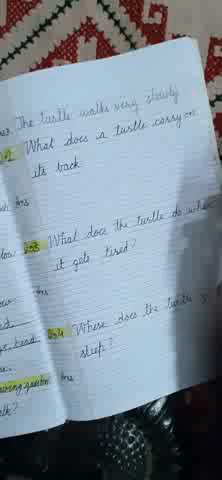 The turtle walks very slowly
What does a turtle carry on
its back
ans
What does the turtle do when
it gets tired?
ans
Q4 Where does the turtle
sleep?
ans